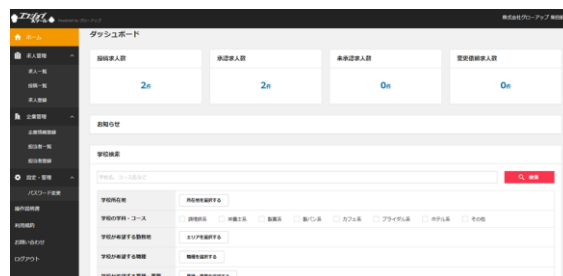 株式会社グローアップ
ホーム
ダッシュボード
求人管理
求人一覧
求人登録
企業管理
企業情報登録
担当者一覧
担当者登録
設定・管理
パスワード変更
操作説明書
利用規約
お問い合わせ
ログアウト
承認求人数
未承認求人数
変更依頼求人数
2件
2件
0件
0件
お知らせ
学校検索
検索
学校所在地
所在地を選択する
学校の学科・コース
調理師系
栄養士系
製菓系
製パン系
カフェ系
ブライダル系
ホテル系
その他
学校が希望する勤務地
エリアを選択する
学校が希望する職種
職種を選択する